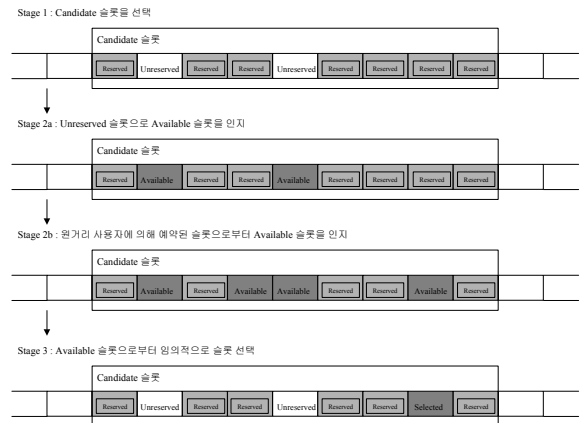 Stage 1 : Candidate 슬롯을 선택
Candidate 슬롯
Reserved Unreserved Reserved Reserved Unreserved Reserved Reserved Reserved Reserved
Stage 2a : Unreserved 슬롯으로 Available 슬롯을 인지
Candidate 슬롯
Reserved Available Reserved Reserved Available Reserved Reserved Reserved Reserved
Stage 2b : 원거리 사용자에 의해 예약된 슬롯으로부터 Available 슬롯을 인지
Candidate 슬롯
Reserved Available Reserved Available Available Reserved Reserved Available Reserved
Stage 3 : Available 슬롯으로부터 임의적으로 슬롯 선택
Candidate 슬롯
Reserved Unreserved Reserved Reserved Unreserved Reserved Reserved Selected Reserved